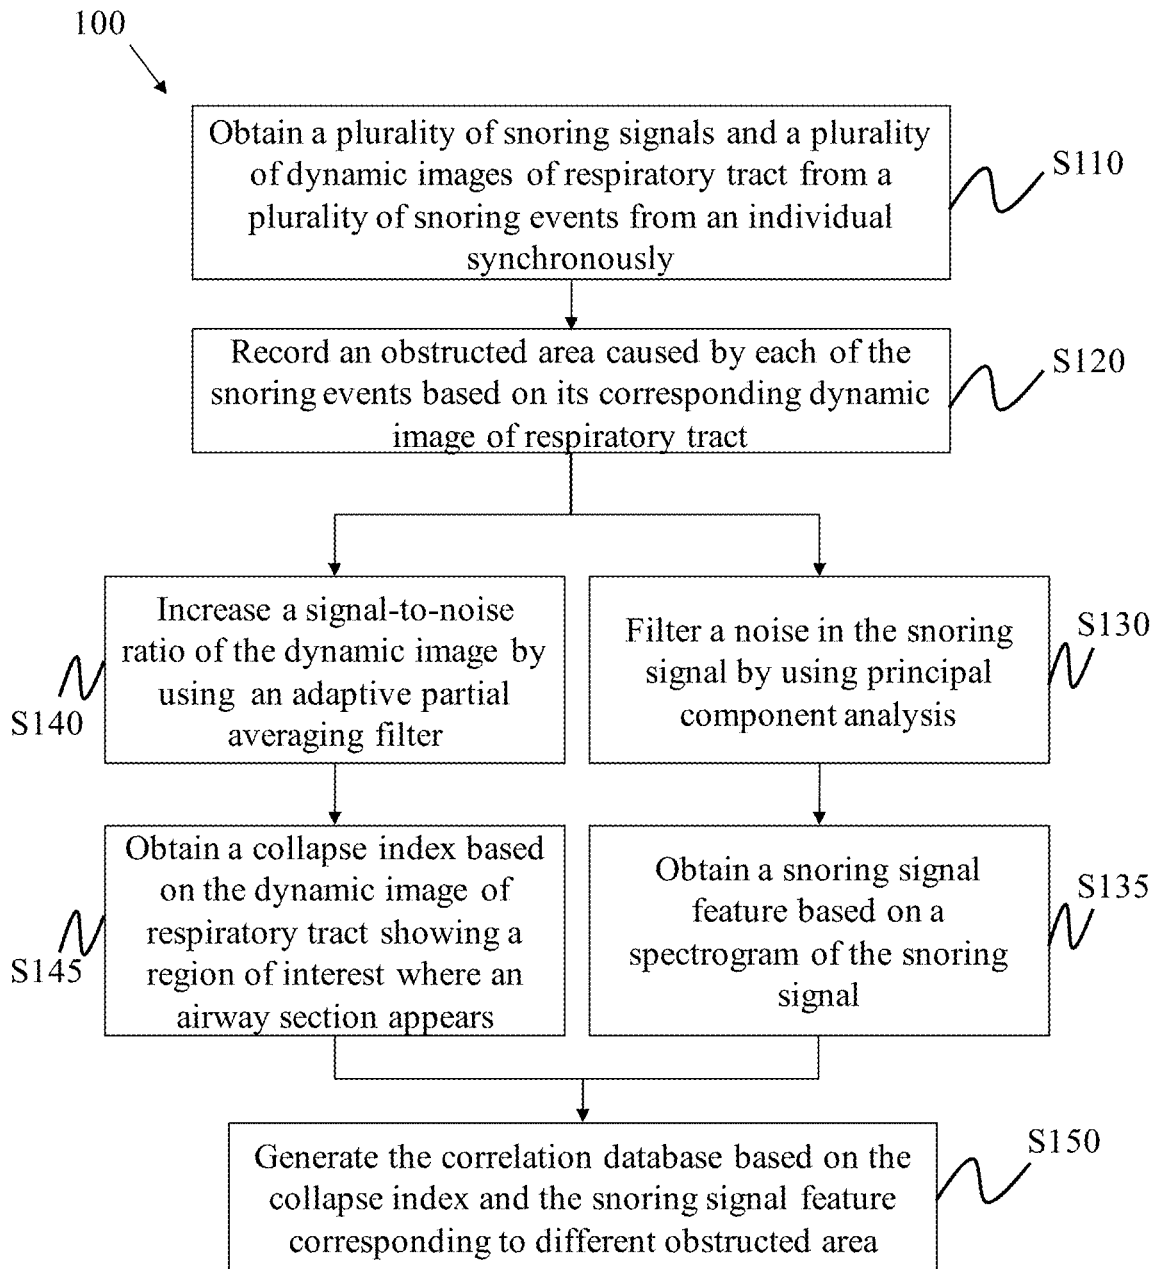 100
Obtain a plurality of snoring signals and a plurality
of dynamic images of respiratory tract from a
plurality of snoring events from an individual
synchronously
S110
Record an obstructed area caused by each of the
snoring events based on its corresponding dynamic
image of respiratory tract
S120
Increase a signal-to-noise
ratio of the dynamic image by
using an adaptive partial
averaging filter
S140
Filter a noise in the snoring
signal by using principal
component analysis
S130
Obtain a collapse index based
on the dynamic image of
respiratory tract showing a
region of interest where an
airway section appears
S145
Obtain a snoring signal
feature based on a
spectrogram of the snoring
signal
S135
Generate the correlation database based on the
collapse index and the snoring signal feature
corresponding to different obstructed area
S150